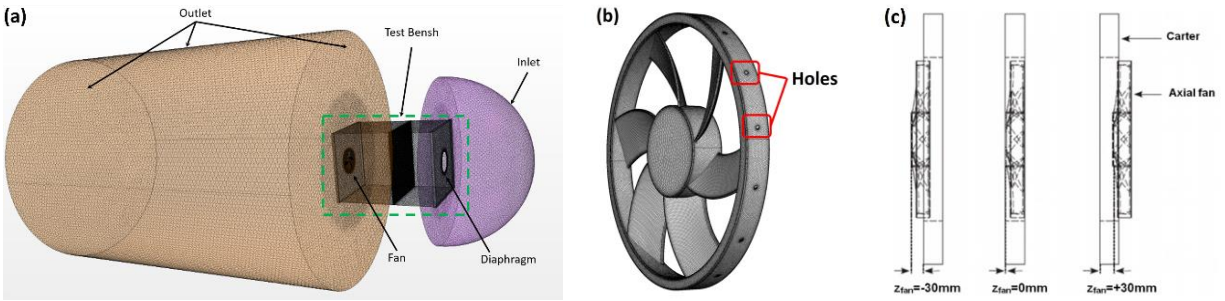 (a)
Outlet
Test Bensh
Inlet
Fan
Diaphragm
(b)
Holes
(c)
Carter
Axial fan
zfan=-30mm
zfan=0mm
zfan=+30mm